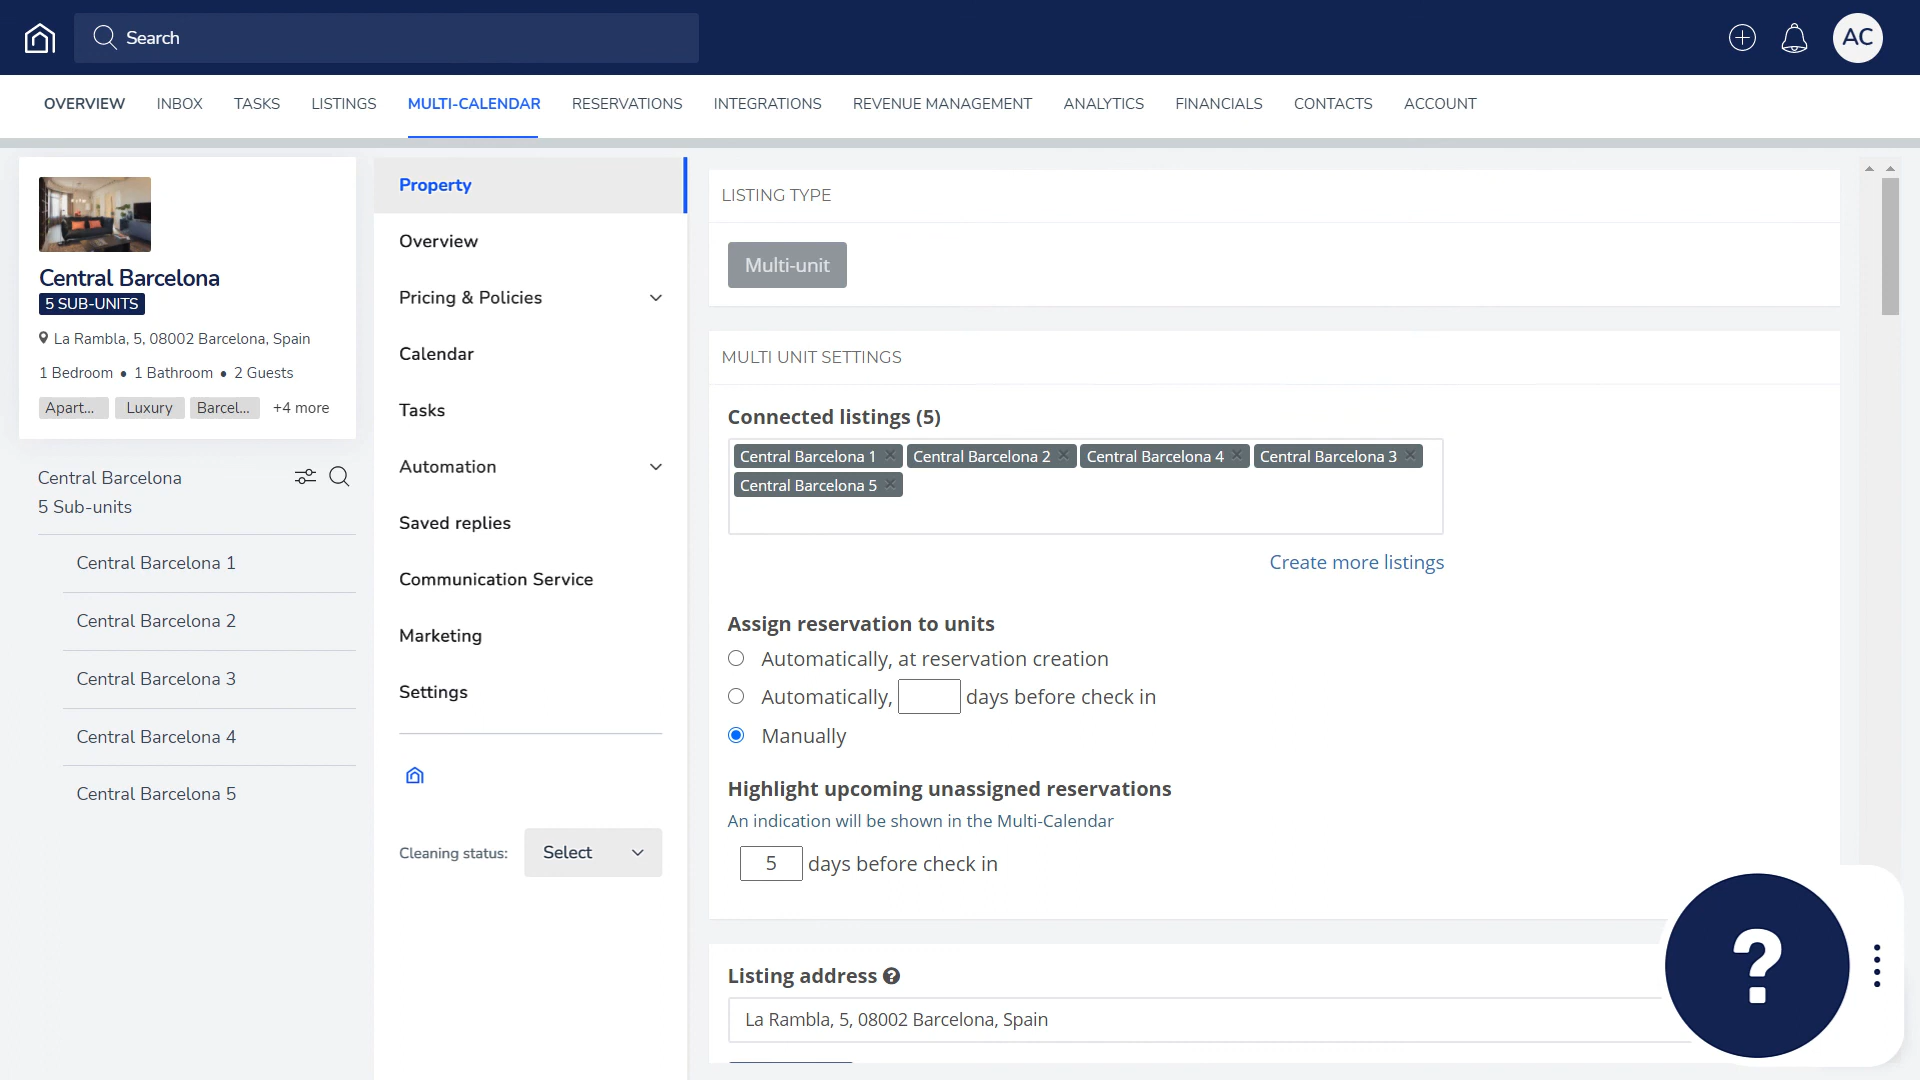 Search
AC
OVERVIEW INBOX TASKS LISTINGS MULTI-CALENDAR RESERVATIONS INTEGRATIONS REVENUE MANAGEMENT ANALYTICS FINANCIALS CONTACTS ACCOUNT
Central Barcelona
5 SUB-UNITS
La Rambla, 5, 08002 Barcelona, Spain
1 Bedroom • 1 Bathroom • 2 Guests
Apart... Luxury Barcel... +4 more
Central Barcelona
5 Sub-units
Central Barcelona 1
Central Barcelona 2
Central Barcelona 3
Central Barcelona 4
Central Barcelona 5
Property
Overview
Pricing & Policies
Calendar
Tasks
Automation
Saved replies
Communication Service
Marketing
Settings
Cleaning status: Select
LISTING TYPE
Multi-unit
MULTI UNIT SETTINGS
Connected listings (5)
Central Barcelona 1 × Central Barcelona 2 × Central Barcelona 4 × Central Barcelona 3 ×
Central Barcelona 5 ×
Create more listings
Assign reservation to units
Automatically, at reservation creation
Automatically, days before check in
Manually
Highlight upcoming unassigned reservations
An indication will be shown in the Multi-Calendar
5 days before check in
Listing address ?
La Rambla, 5, 08002 Barcelona, Spain
?